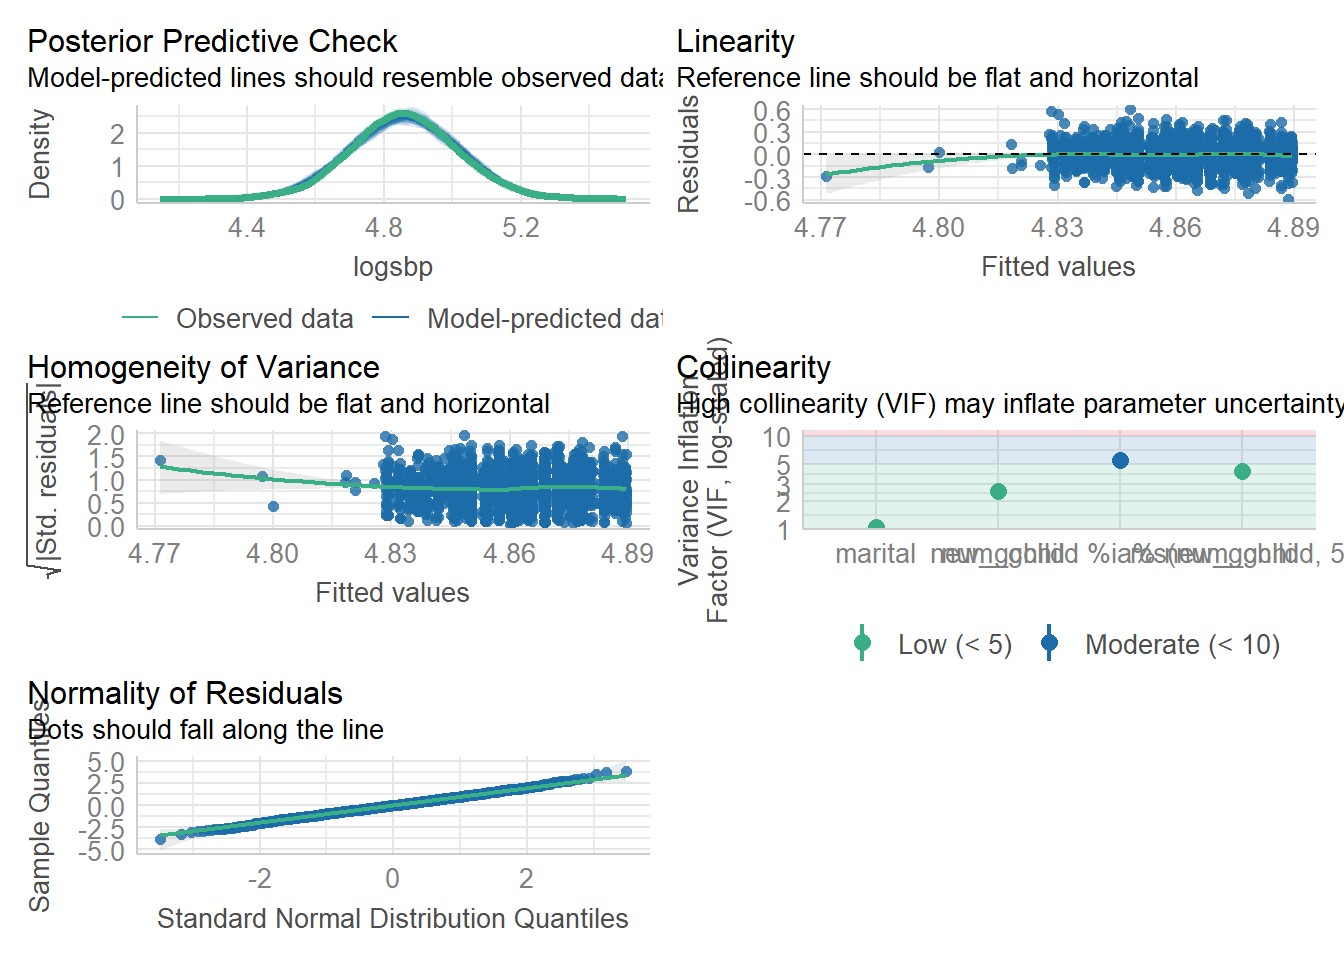 Posterior Predictive Check
Model-predicted lines should resemble observed data
Density
2
1
0
4.4 4.8 5.2
logsbp
Observed data Model-predicted dat
Linearity
Reference line should be flat and horizontal
Residuals
0.6
0.3
0.0
-0.3
-0.6
4.77 4.80 4.83 4.86 4.89
Fitted values
Homogeneity of Variance
Reference line should be flat and horizontal
√|Std. residuals|
2.0
1.5
1.0
0.5
0.0
4.77 4.80 4.83 4.86 4.89
Fitted values
Collinearity
High collinearity (VIF) may inflate parameter uncertainty
Variance Inflation
Factor (VIF, log-scaled)
10
5
3
2
1
marital
Low (< 5) Moderate (< 10)
Normality of Residuals
Dots should fall along the line
Sample Quantiles
5.0
2.5
0.0
-2.5
-5.0
-2 0 2
Standard Normal Distribution Quantiles